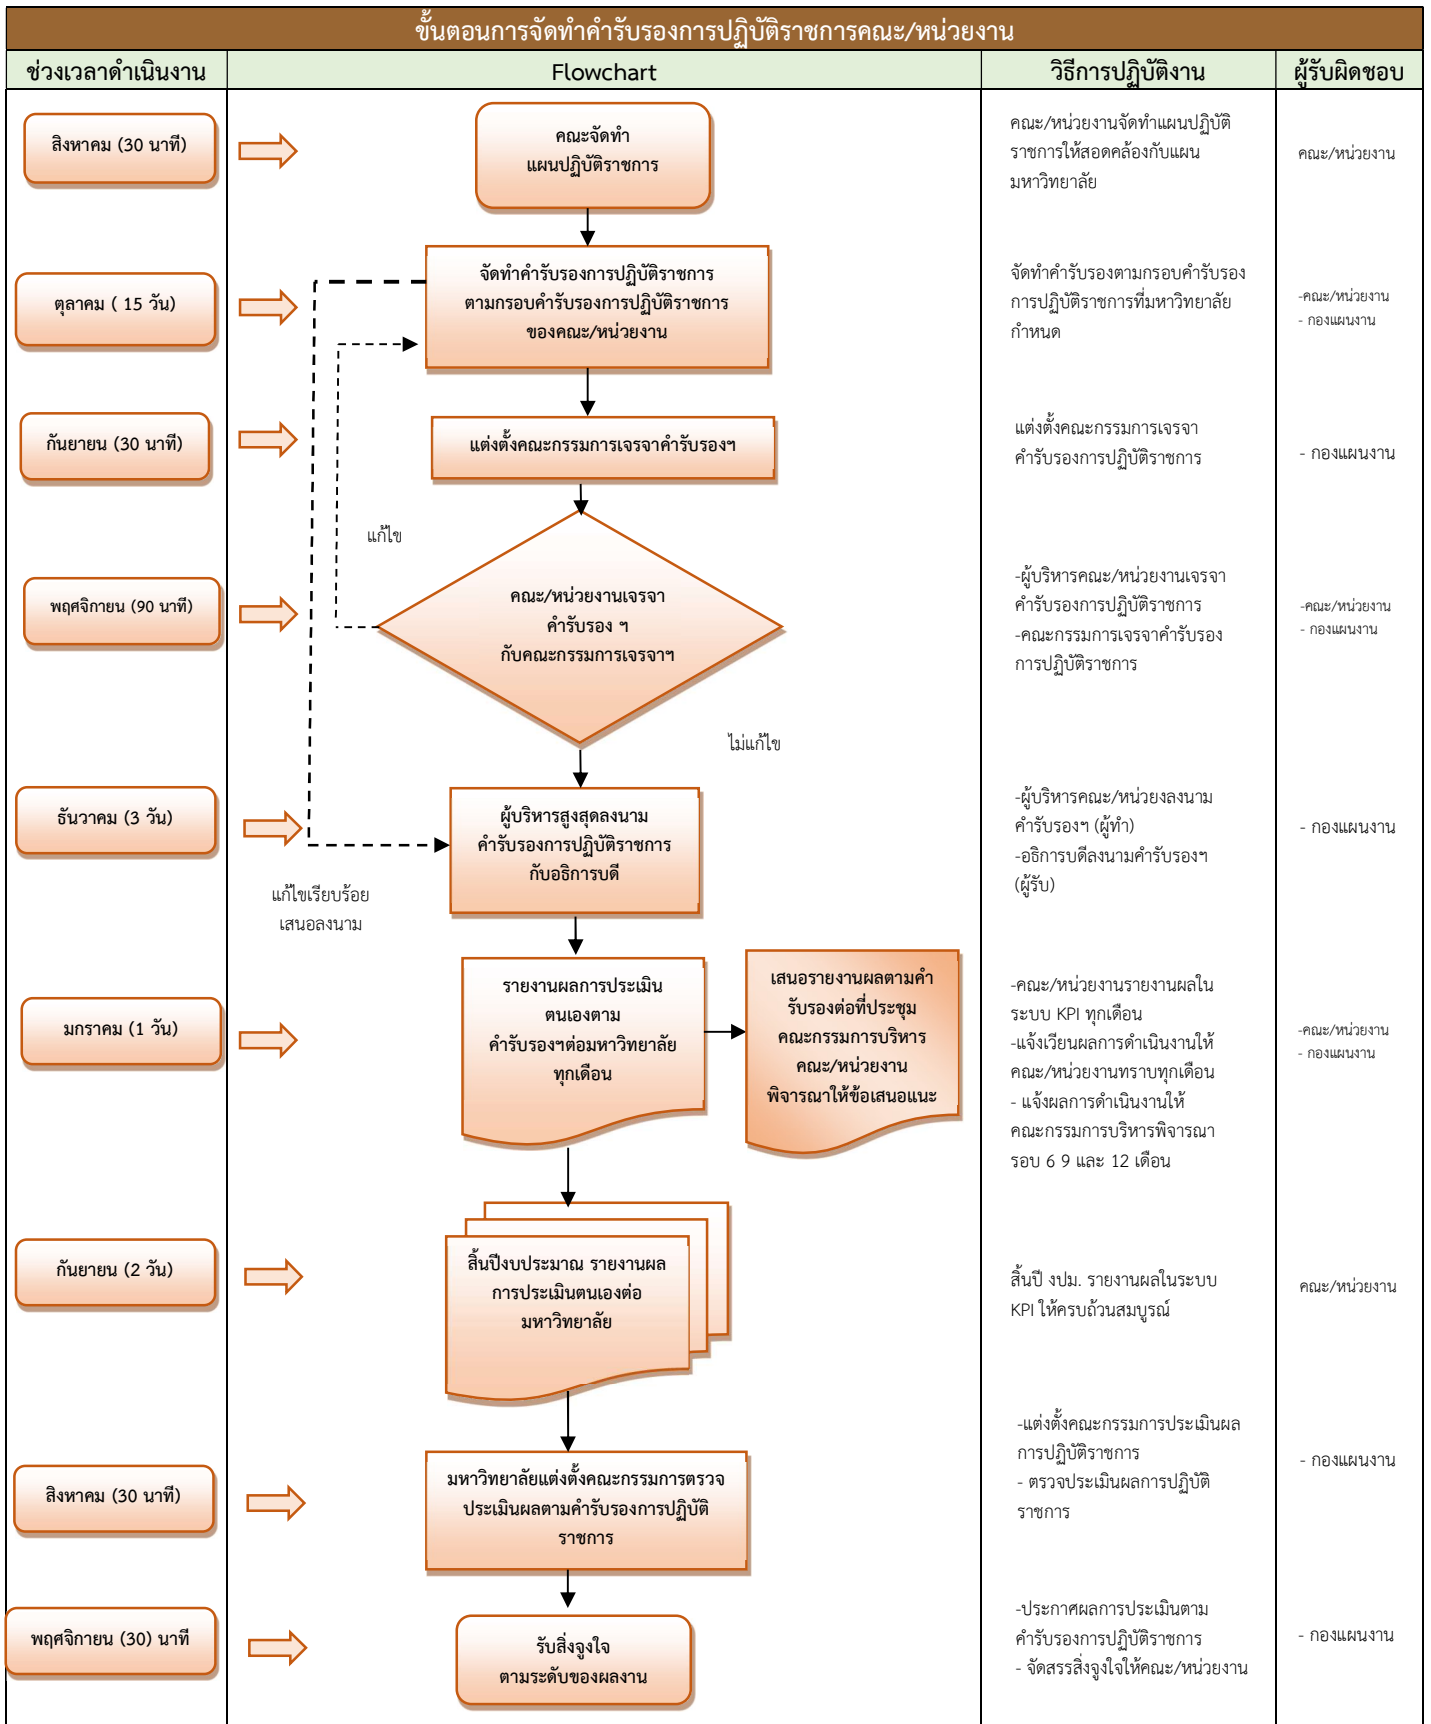 ขั้นตอนการจัดทำคำรับรองการปฏิบัติราชการคณะ/หน่วยงาน
ช่วงเวลาดำเนินงาน
Flowchart
วิธีการปฏิบัติงาน
ผู้รับผิดชอบ
สิงหาคม (30 นาที)
คณะจัดทำ
แผนปฏิบัติราชการ
คณะ/หน่วยงานจัดทำแผนปฏิบัติ
ราชการให้สอดคล้องกับแผน
มหาวิทยาลัย
คณะ/หน่วยงาน
ตุลาคม ( 15 วัน)
จัดทำคำรับรองการปฏิบัติราชการ
ตามกรอบคำรับรองการปฏิบัติราชการ
ของคณะ/หน่วยงาน
จัดทำคำรับรองตามกรอบคำรับรอง
การปฏิบัติราชการที่มหาวิทยาลัย
กำหนด
-คณะ/หน่วยงาน
- กองแผนงาน
กันยายน (30 นาที)
แต่งตั้งคณะกรรมการเจรจาคำรับรองฯ
แต่งตั้งคณะกรรมการเจรจา
คำรับรองการปฏิบัติราชการ
- กองแผนงาน
แก้ไข
พฤศจิกายน (90 นาที)
คณะ/หน่วยงานเจรจา
คำรับรอง ฯ
กับคณะกรรมการเจรจาฯ
-ผู้บริหารคณะ/หน่วยงานเจรจา
คำรับรองการปฏิบัติราชการ
-คณะกรรมการเจรจาคำรับรอง
การปฏิบัติราชการ
-คณะ/หน่วยงาน
- กองแผนงาน
ไม่แก้ไข
ธันวาคม (3 วัน)
ผู้บริหารสูงสุดลงนาม
คำรับรองการปฏิบัติราชการ
กับอธิการบดี
-ผู้บริหารคณะ/หน่วยงลงนาม
คำรับรองฯ (ผู้ทำ)
-อธิการบดีลงนามคำรับรองฯ
(ผู้รับ)
- กองแผนงาน
แก้ไขเรียบร้อย
เสนอลงนาม
มกราคม (1 วัน)
รายงานผลการประเมิน
ตนเองตาม
คำรับรองฯต่อมหาวิทยาลัย
ทุกเดือน
เสนอรายงานผลตามคำ
รับรองต่อที่ประชุม
คณะกรรมการบริหาร
คณะ/หน่วยงาน
พิจารณาให้ข้อเสนอแนะ
-คณะ/หน่วยงานรายงานผลใน
ระบบ KPI ทุกเดือน
-แจ้งเวียนผลการดำเนินงานให้
คณะ/หน่วยงานทราบทุกเดือน
- แจ้งผลการดำเนินงานให้
คณะกรรมการบริหารพิจารณา
รอบ 6 9 และ 12 เดือน
-คณะ/หน่วยงาน
- กองแผนงาน
กันยายน (2 วัน)
สิ้นปีงบประมาณ รายงานผล
การประเมินตนเองต่อ
มหาวิทยาลัย
สิ้นปี งปม. รายงานผลในระบบ
KPI ให้ครบถ้วนสมบูรณ์
คณะ/หน่วยงาน
สิงหาคม (30 นาที)
มหาวิทยาลัยแต่งตั้งคณะกรรมการตรวจ
ประเมินผลตามคำรับรองการปฏิบัติ
ราชการ
-แต่งตั้งคณะกรรมการประเมินผล
การปฏิบัติราชการ
- ตรวจประเมินผลการปฏิบัติ
ราชการ
- กองแผนงาน
พฤศจิกายน (30) นาที
รับสิ่งจูงใจ
ตามระดับของผลงาน
-ประกาศผลการประเมินตาม
คำรับรองการปฏิบัติราชการ
- จัดสรรสิ่งจูงใจให้คณะ/หน่วยงาน
- กองแผนงาน